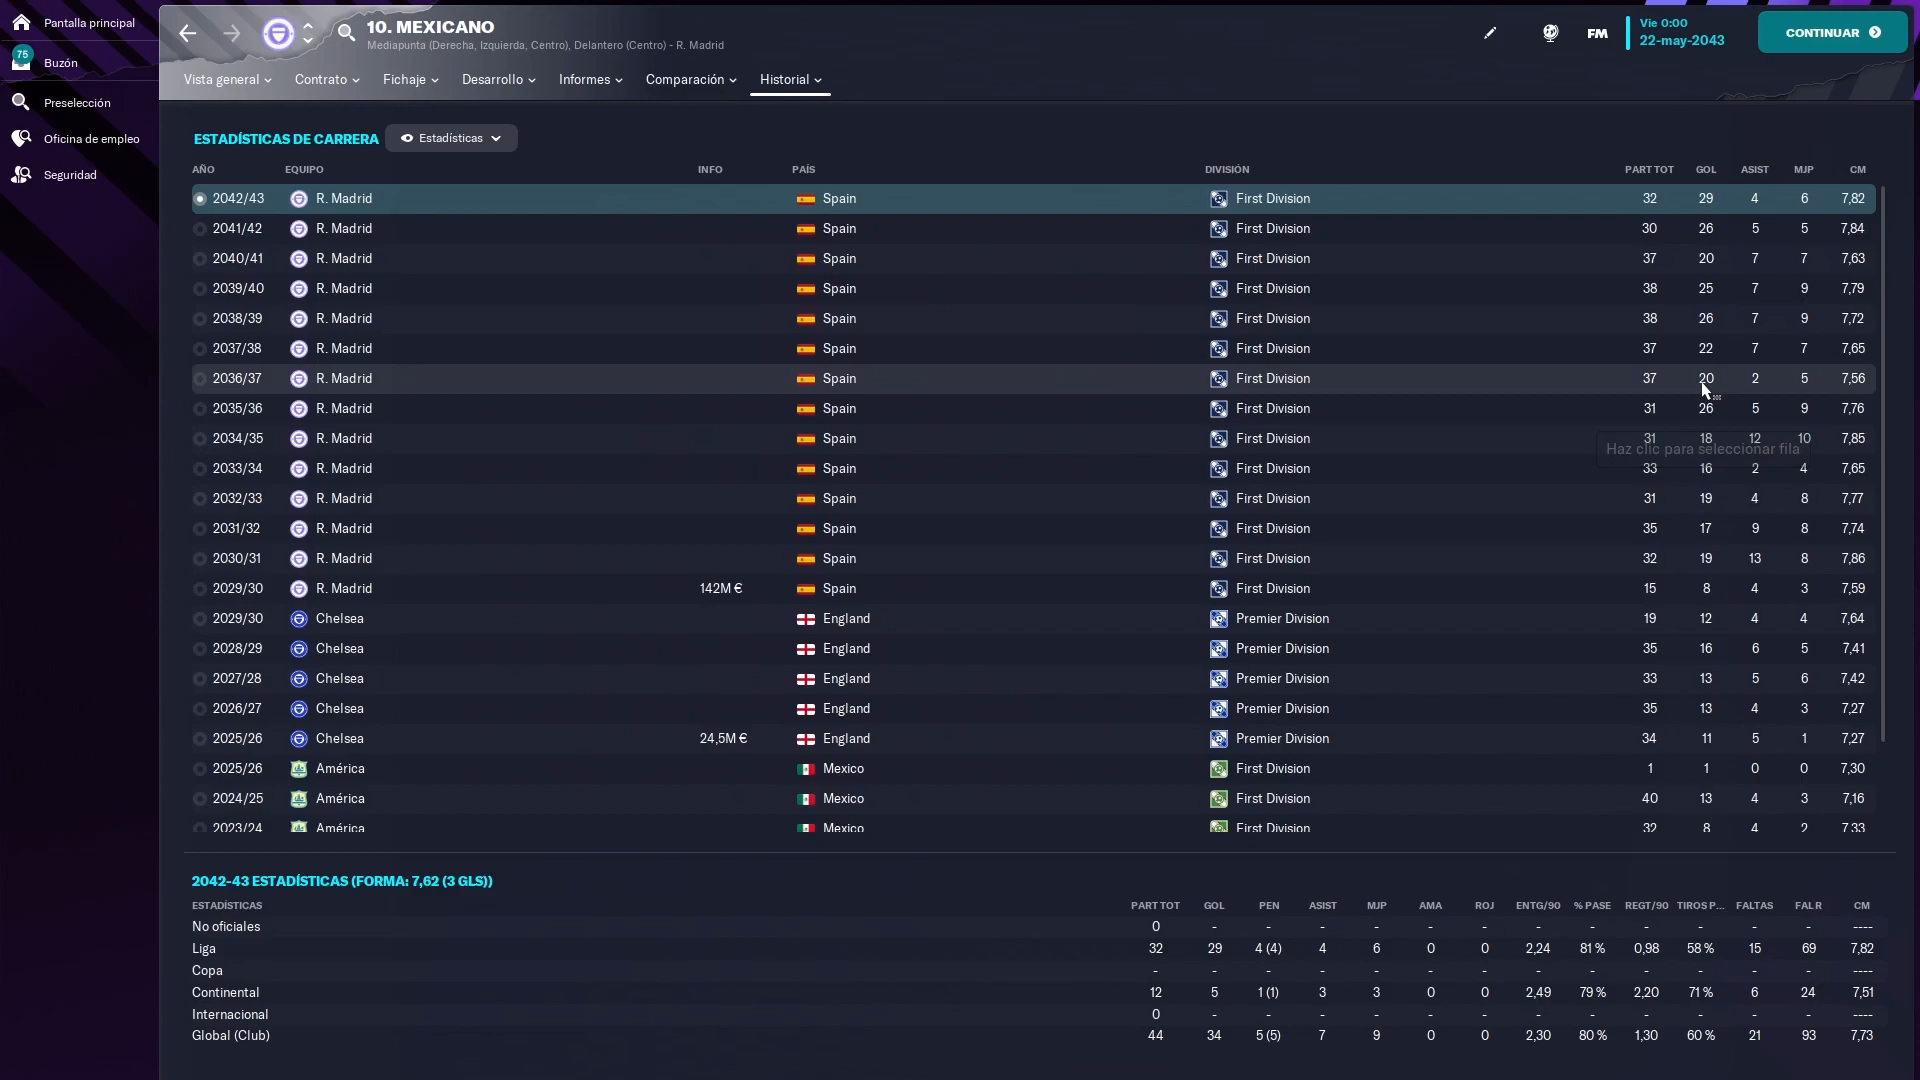 Pantalla principal
75
Buzón
Preselección
Oficina de empleo
Seguridad
10. MEXICANO
Mediapunta (Derecha, Izquierda, Centro), Delantero (Centro) - R. Madrid
FM
Vie 0:00
22-may-2043
CONTINUAR
Vista general Contrato Fichaje Desarrollo Informes Comparación Historial
ESTADÍSTICAS DE CARRERA Estadísticas
AÑO EQUIPO INFO PAÍS DIVISIÓN PART TOT GOL ASIST MJP CM
2042/43 R. Madrid Spain First Division 32 29 4 6 7,82
2041/42 R. Madrid Spain First Division 30 26 5 5 7,84
2040/41 R. Madrid Spain First Division 37 20 7 7 7,63
2039/40 R. Madrid Spain First Division 38 25 7 9 7,79
2038/39 R. Madrid Spain First Division 38 26 7 9 7,72
2037/38 R. Madrid Spain First Division 37 22 7 7 7,65
2036/37 R. Madrid Spain First Division 37 20 2 5 7,56
2035/36 R. Madrid Spain First Division 31 26 5 9 7,76
2034/35 R. Madrid Spain First Division 31 18 12 10 7,85
Haz clic para seleccionar fila
2033/34 R. Madrid Spain First Division 33 16 2 4 7,65
2032/33 R. Madrid Spain First Division 31 19 4 8 7,77
2031/32 R. Madrid Spain First Division 35 17 9 8 7,74
2030/31 R. Madrid Spain First Division 32 19 13 8 7,86
2029/30 R. Madrid 142M € Spain First Division 15 8 4 3 7,59
2029/30 Chelsea England Premier Division 19 12 4 4 7,64
2028/29 Chelsea England Premier Division 35 16 6 5 7,41
2027/28 Chelsea England Premier Division 33 13 5 6 7,42
2026/27 Chelsea England Premier Division 35 13 4 3 7,27
2025/26 Chelsea 24,5M € England Premier Division 34 11 5 1 7,27
2025/26 América Mexico First Division 1 1 0 0 7,30
2024/25 América Mexico First Division 40 13 4 3 7,16
2023/24 América Mexico First Division 32 8 4 2 7,33
2042-43 ESTADÍSTICAS (FORMA: 7,62 (3 GLS))
ESTADÍSTICAS PART TOT GOL PEN ASIST MJP AMA ROJ ENTG/90 % PASE REGT/90 TIROS P... FALTAS FAL R CM
No oficiales 0 - - - - - - - - - - - - ----
Liga 32 29 4 (4) 4 6 0 0 2,24 81 % 0,98 58 % 15 69 7,82
Copa - - - - - - - - - - - - - ----
Continental 12 5 1 (1) 3 3 0 0 2,49 79 % 2,20 71 % 6 24 7,51
Internacional 0 - - - - - - - - - - - - ----
Global (Club) 44 34 5 (5) 7 9 0 0 2,30 80 % 1,30 60 % 21 93 7,73